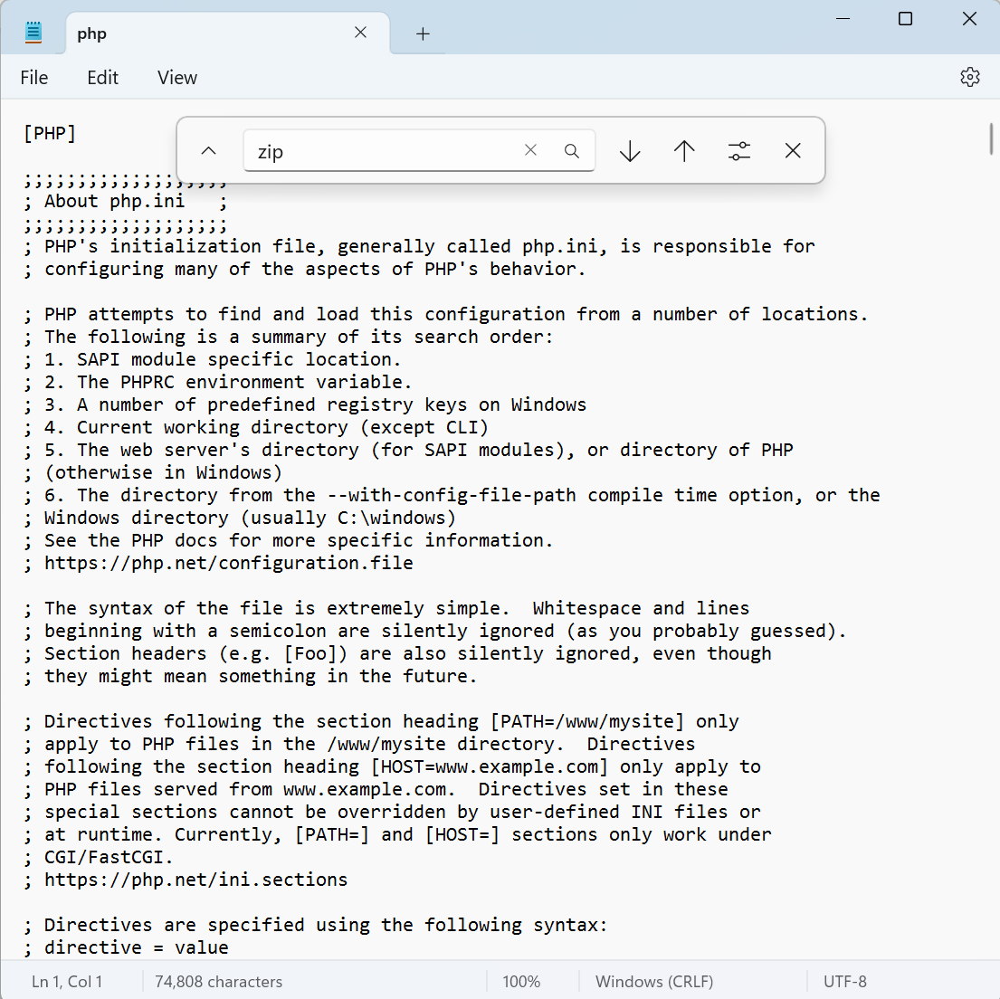 php
File Edit View
[PHP]
zip
;;;;;;;;;;;;;;;;;;;
; About php.ini   ;
;;;;;;;;;;;;;;;;;;;
; PHP's initialization file, generally called php.ini, is responsible for
; configuring many of the aspects of PHP's behavior.
; PHP attempts to find and load this configuration from a number of locations.
; The following is a summary of its search order:
; 1. SAPI module specific location.
; 2. The PHPRC environment variable.
; 3. A number of predefined registry keys on Windows
; 4. Current working directory (except CLI)
; 5. The web server's directory (for SAPI modules), or directory of PHP
; (otherwise in Windows)
; 6. The directory from the --with-config-file-path compile time option, or the
; Windows directory (usually C:\windows)
; See the PHP docs for more specific information.
; https://php.net/configuration.file
; The syntax of the file is extremely simple.  Whitespace and lines
; beginning with a semicolon are silently ignored (as you probably guessed).
; Section headers (e.g. [Foo]) are also silently ignored, even though
; they might mean something in the future.
; Directives following the section heading [PATH=/www/mysite] only
; apply to PHP files in the /www/mysite directory.  Directives
; following the section heading [HOST=www.example.com] only apply to
; PHP files served from www.example.com.  Directives set in these
; special sections cannot be overridden by user-defined INI files or
; at runtime. Currently, [PATH=] and [HOST=] sections only work under
; CGI/FastCGI.
; https://php.net/ini.sections
; Directives are specified using the following syntax:
; directive = value
Ln 1, Col 1 74,808 characters 100% Windows (CRLF) UTF-8